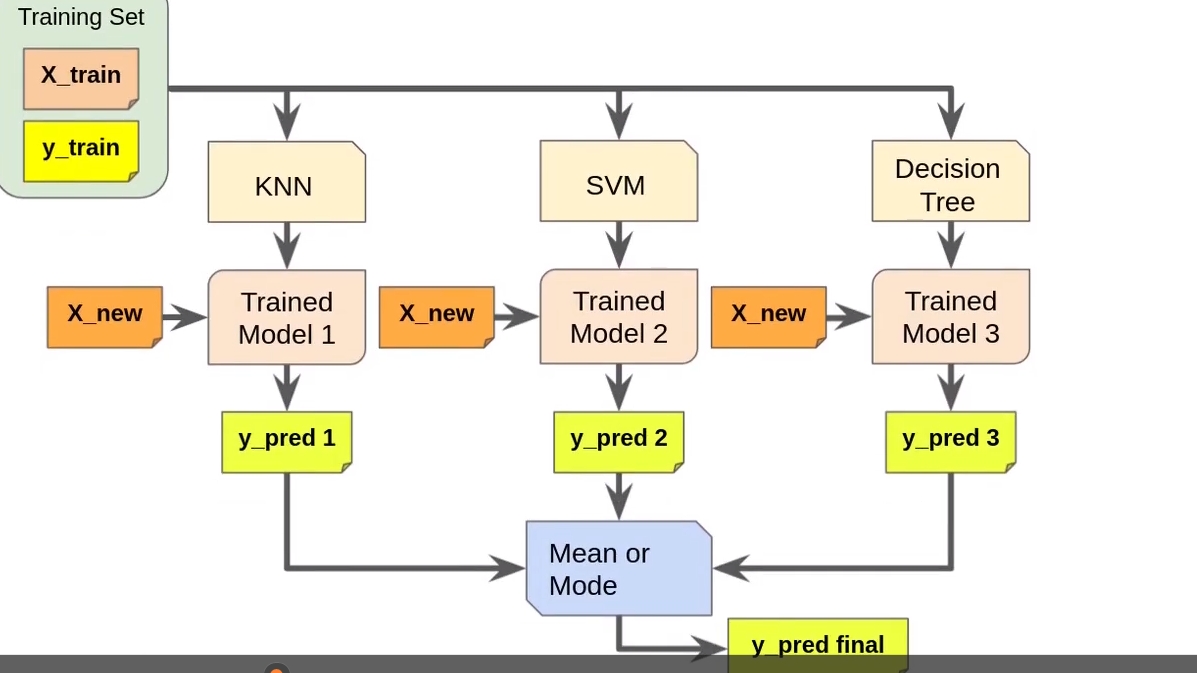 Training Set
X_train
y_train
KNN
SVM
Decision
Tree
X_new
Trained
Model 1
X_new
Trained
Model 2
X_new
Trained
Model 3
y_pred 1
y_pred 2
y_pred 3
Mean or
Mode
y_pred final